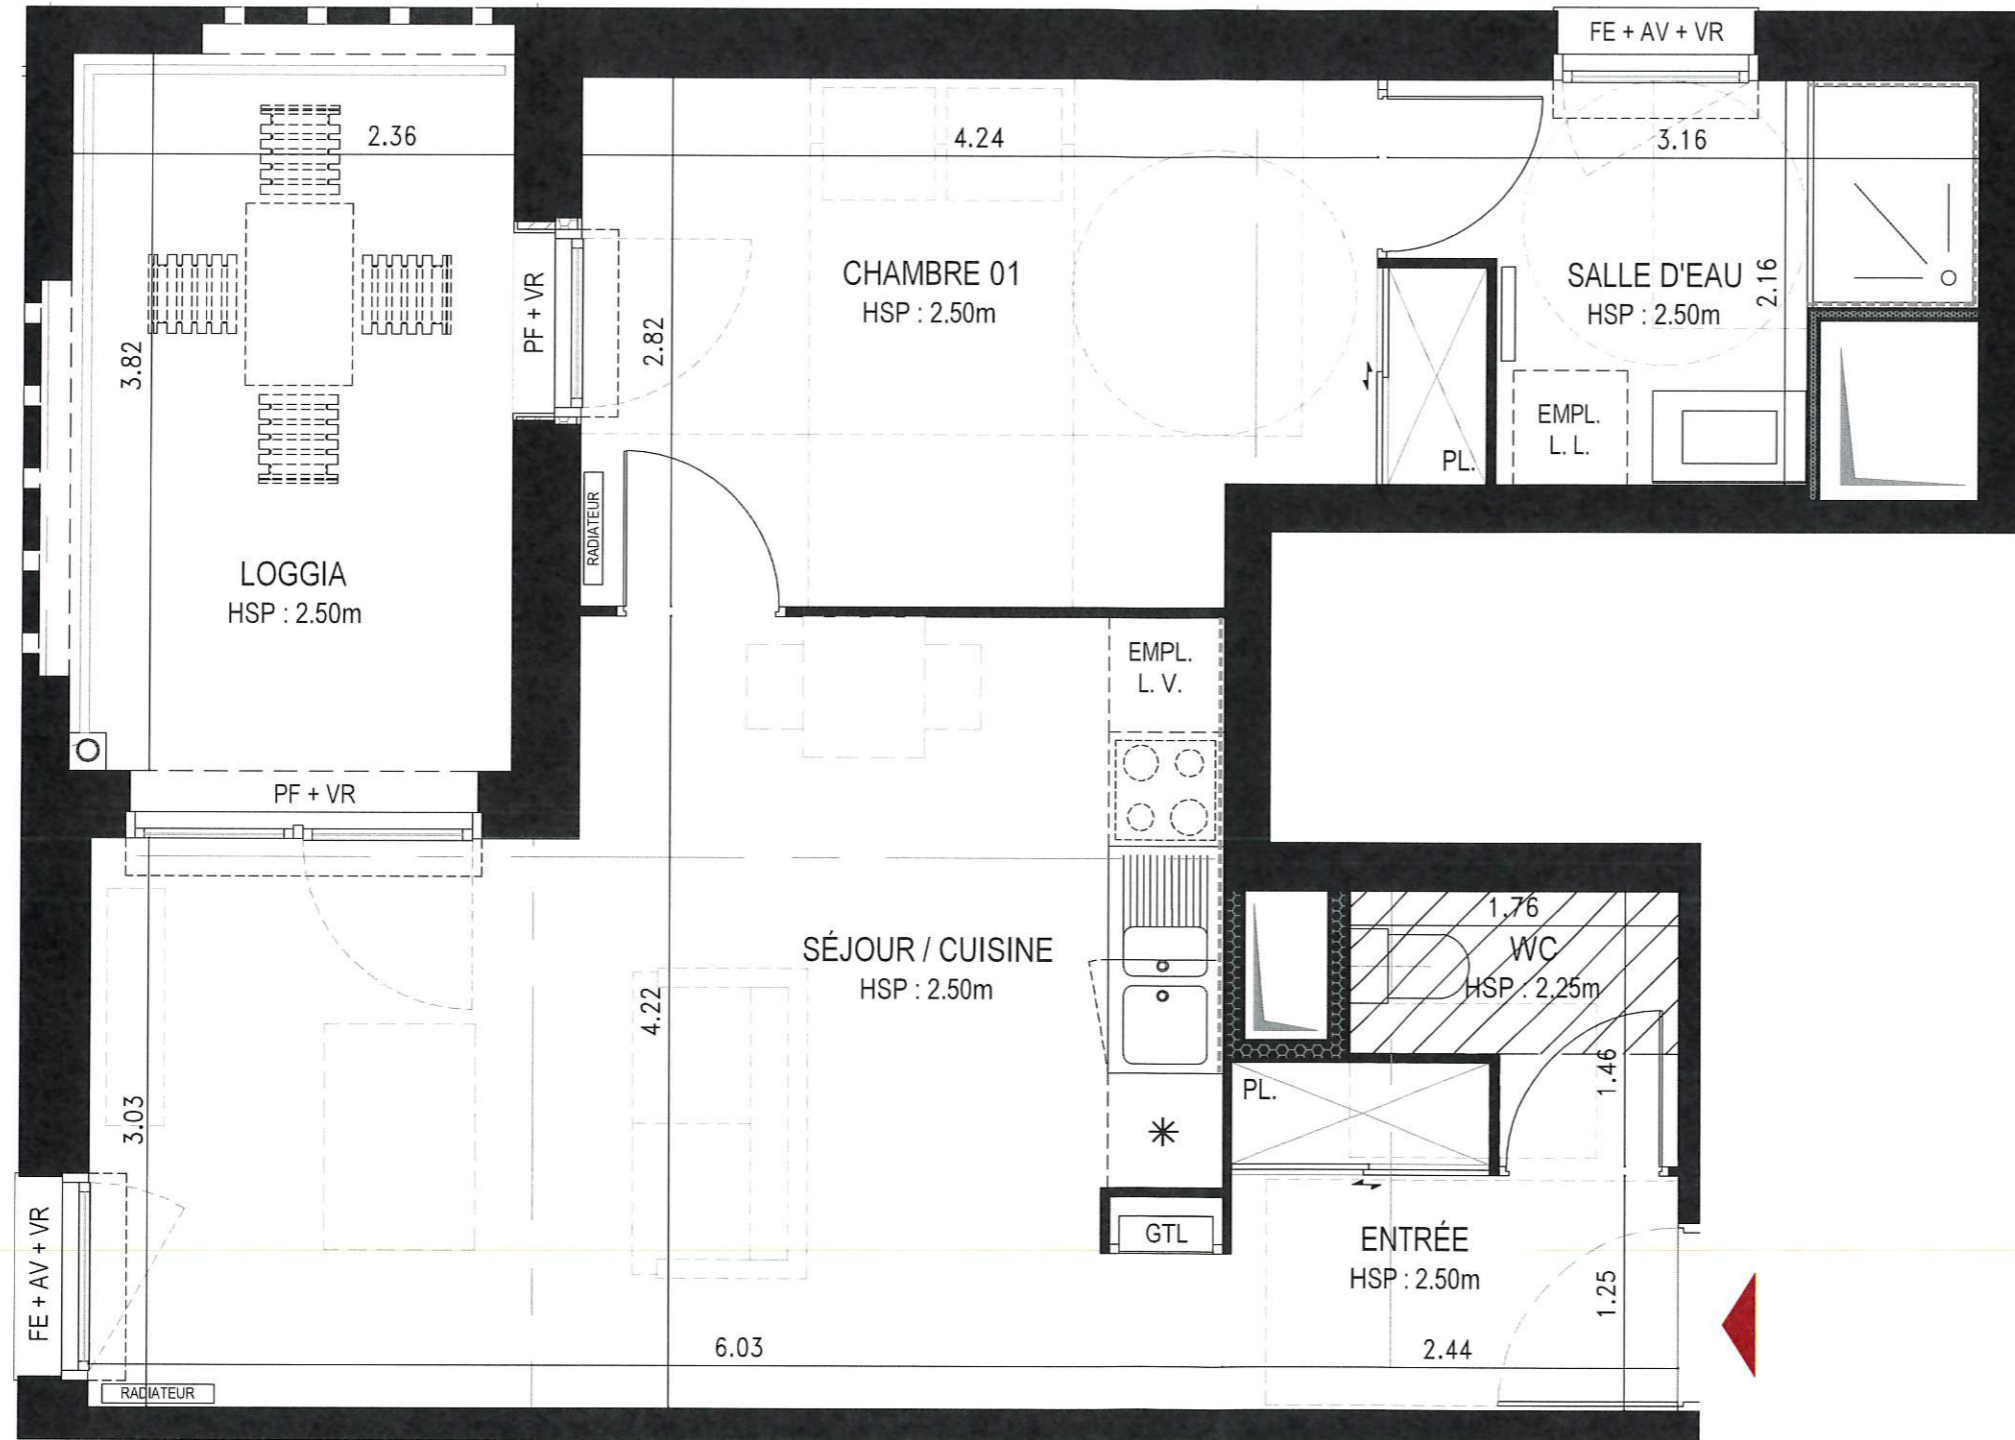 FE + AV + VR
2.36
4.24
3.16
CHAMBRE 01
HSP : 2.50m
SALLE D'EAU
HSP : 2.50m
2.16
PF + VR
2.82
3.82
EMPL.
L. L.
PL.
RADIATEUR
LOGGIA
HSP : 2.50m
EMPL.
L. V.
PF + VR
1.76
WC
HSP : 2.25m
SÉJOUR / CUISINE
HSP : 2.50m
4.22
3.03
1.46
PL.
GTL
ENTRÉE
HSP : 2.50m
1.25
FE + AV + VR
6.03
2.44
RADIATEUR